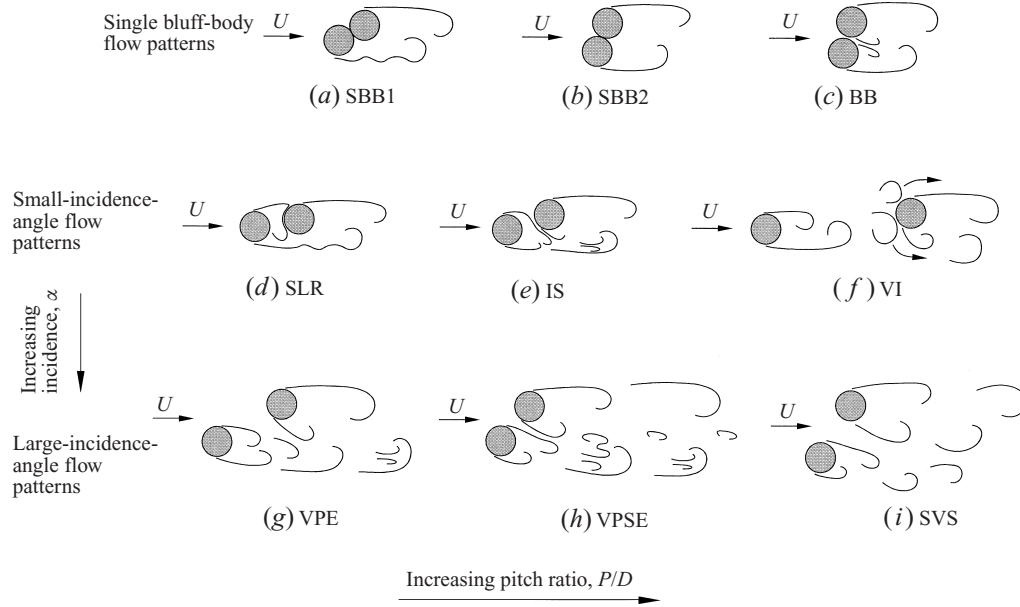 Single bluff-body
flow patterns
U
U
U
(a) SBB1
(b) SBB2
(c) BB
Small-incidence-
angle flow
patterns
U
U
U
(d) SLR
(e) IS
(f) VI
Increasing
incidence, α
U
U
U
Large-incidence-
angle flow
patterns
(g) VPE
(h) VPSE
(i) SVS
Increasing pitch ratio, P/D